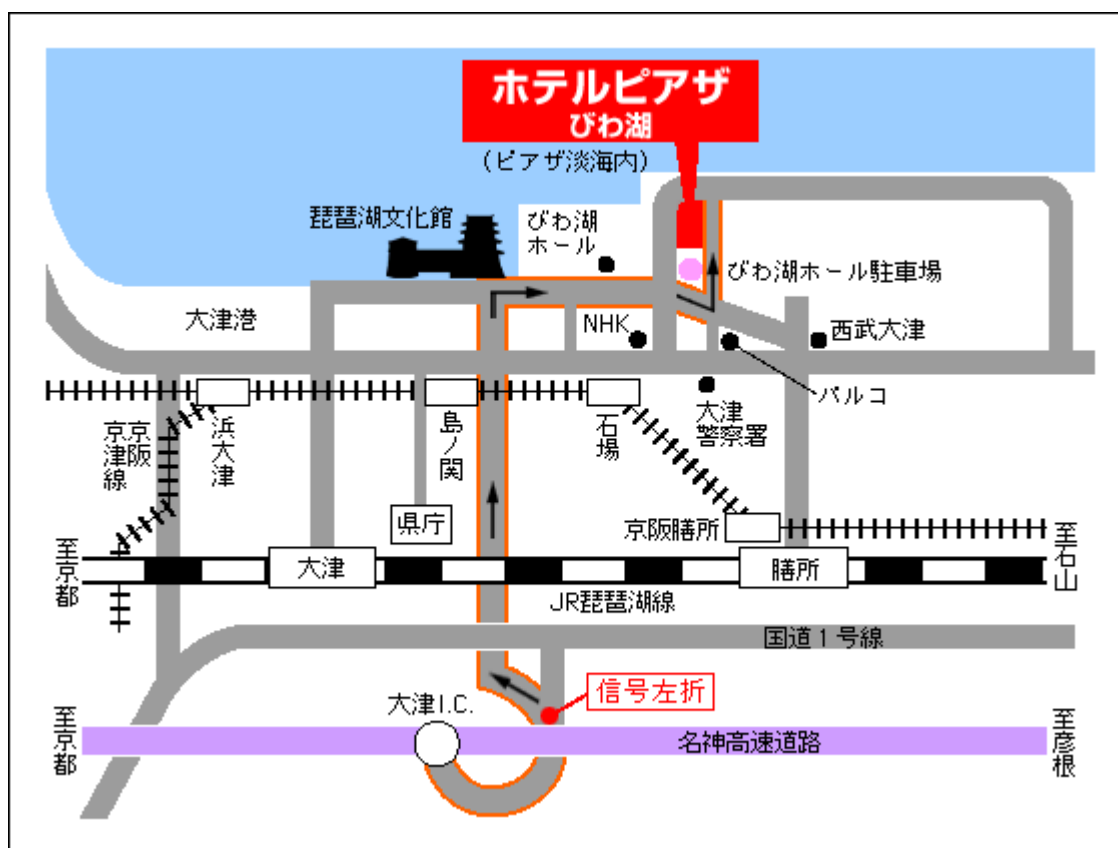 ホテルピアザ
びわ湖
(ピアザ淡海内)
琵琶湖文化館
びわ湖
ホール
びわ湖ホール駐車場
大津港
NHK
西武大津
パルコ
大津
警察署
京阪
京津線
浜大津
島ノ関
石場
県庁
京阪膳所
至京都
大津
膳所
至石山
JR琵琶湖線
国道1号線
信号左折
大津I.C.
至京都
名神高速道路
至彦根